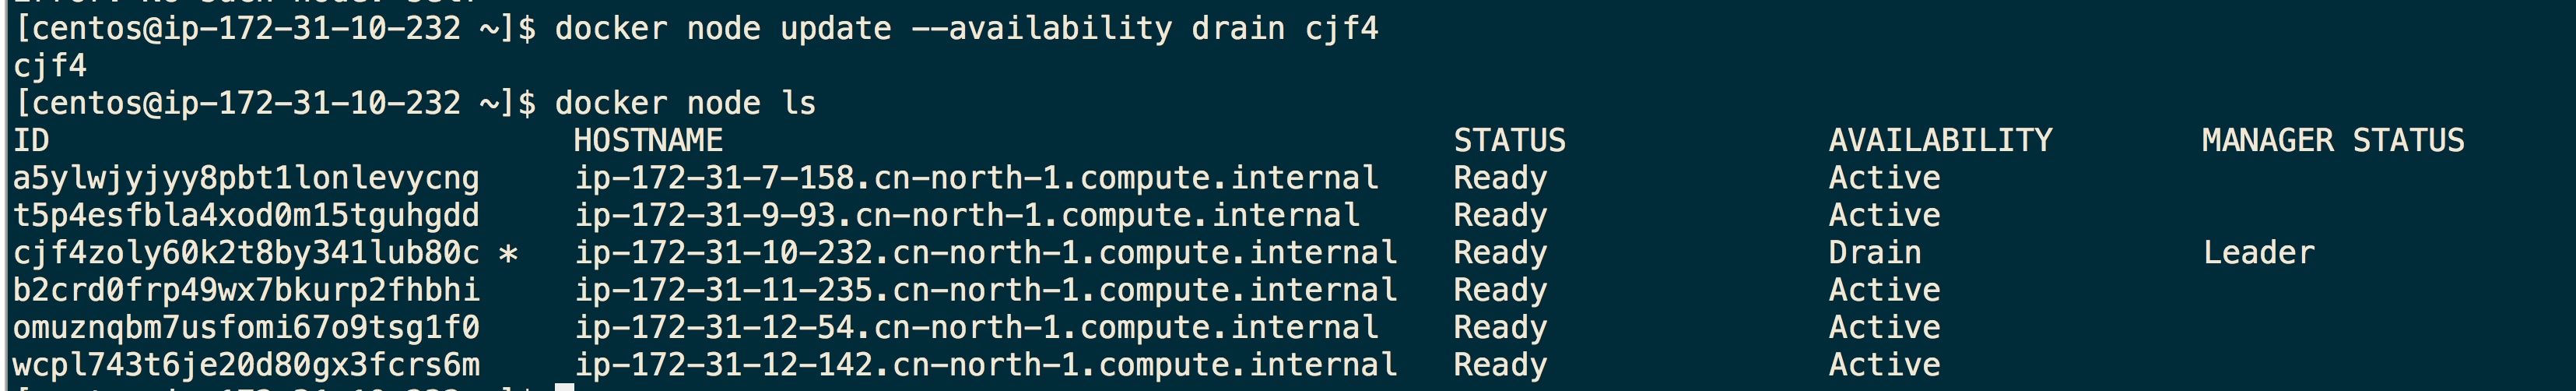 Error: No such node: self
[centos@ip-172-31-10-232 ~]$ docker node update --availability drain cjf4
cjf4
[centos@ip-172-31-10-232 ~]$ docker node ls
ID HOSTNAME STATUS AVAILABILITY MANAGER STATUS
a5ylwjyjyy8pbt1lonlevycng ip-172-31-7-158.cn-north-1.compute.internal Ready Active
t5p4esfbla4xod0m15tguhgdd ip-172-31-9-93.cn-north-1.compute.internal Ready Active
cjf4zoly60k2t8by341lub80c * ip-172-31-10-232.cn-north-1.compute.internal Ready Drain Leader
b2crd0frp49wx7bkurp2fhbhi ip-172-31-11-235.cn-north-1.compute.internal Ready Active
omuznqbm7usfomi67o9tsg1f0 ip-172-31-12-54.cn-north-1.compute.internal Ready Active
wcpl743t6je20d80gx3fcrs6m ip-172-31-12-142.cn-north-1.compute.internal Ready Active